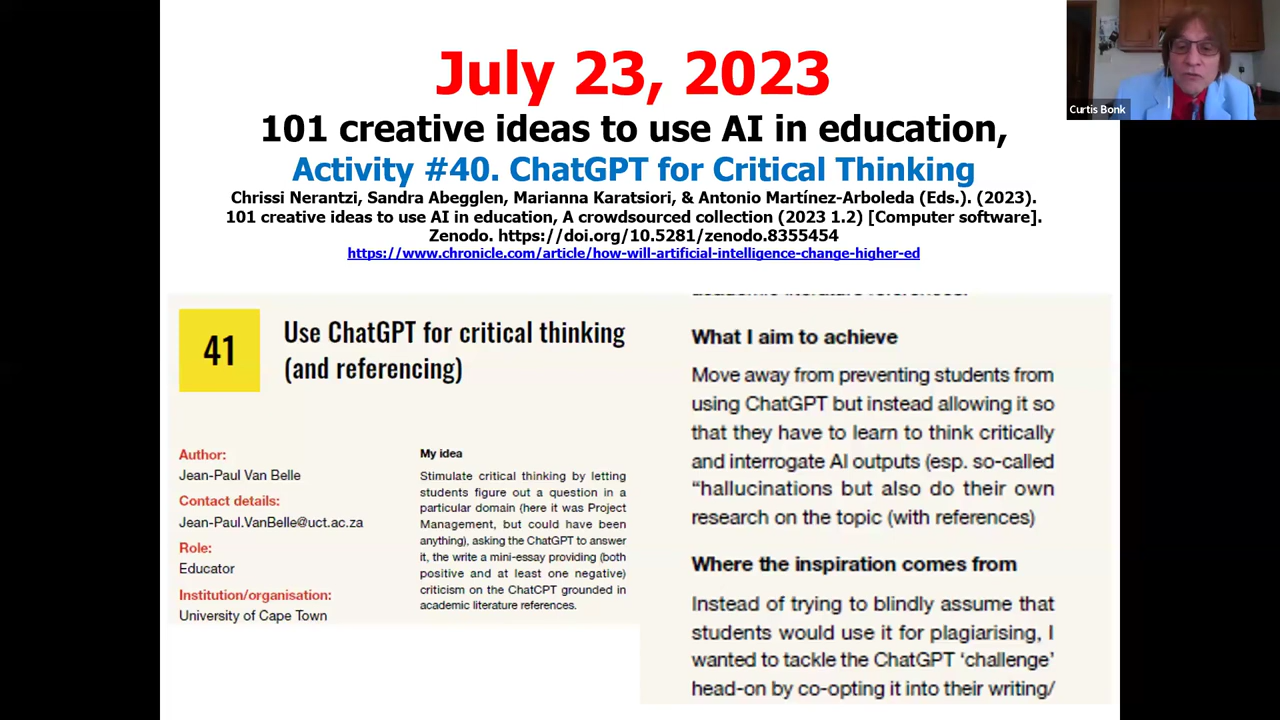 July 23, 2023
101 creative ideas to use AI in education,
Activity #40. ChatGPT for Critical Thinking
Chrissi Nerantzi, Sandra Abegglen, Marianna Karatsiori, & Antonio Martínez-Arboleda (Eds.). (2023).
101 creative ideas to use AI in education, A crowdsourced collection (2023 1.2) [Computer software].
Zenodo. https://doi.org/10.5281/zenodo.8355454
https://www.chronicle.com/article/how-will-artificial-intelligence-change-higher-ed
Curtis Bonk
41
Use ChatGPT for critical thinking
(and referencing)
Author:
Jean-Paul Van Belle
Contact details:
Jean-Paul.VanBelle@uct.ac.za
Role:
Educator
Institution/organisation:
University of Cape Town
My idea
Stimulate critical thinking by letting
students figure out a question in a
particular domain (here it was Project
Management, but could have been
anything), asking the ChatGPT to answer
it, the write a mini-essay providing (both
positive and at least one negative)
criticism on the ChatCPT grounded in
academic literature references.
What I aim to achieve
Move away from preventing students from
using ChatGPT but instead allowing it so
that they have to learn to think critically
and interrogate AI outputs (esp. so-called
“hallucinations but also do their own
research on the topic (with references)
Where the inspiration comes from
Instead of trying to blindly assume that
students would use it for plagiarising, I
wanted to tackle the ChatGPT ‘challenge’
head-on by co-opting it into their writing/